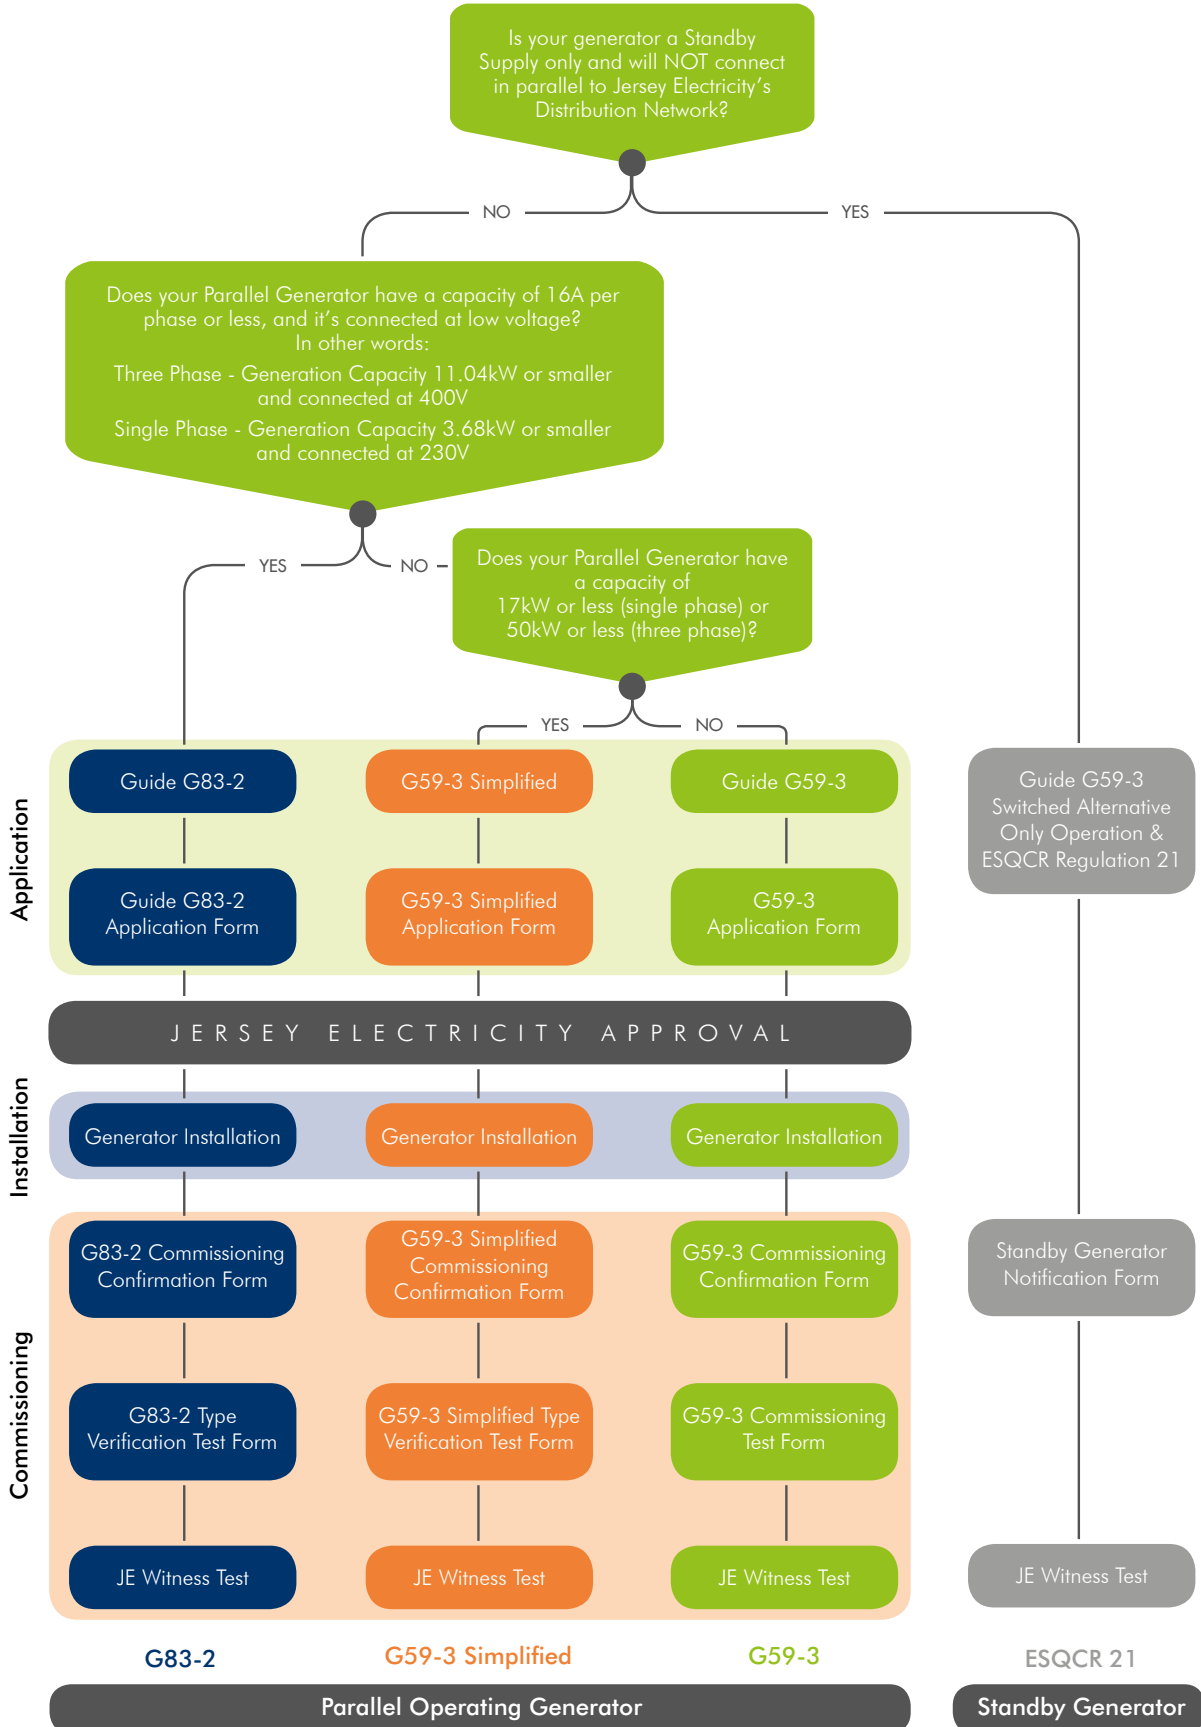 Is your generator a Standby
Supply only and will NOT connect
in parallel to Jersey Electricity's
Distribution Network?
NO
YES
Does your Parallel Generator have a capacity of 16A per
phase or less, and it's connected at low voltage?
In other words:
Three Phase - Generation Capacity 11.04kW or smaller
and connected at 400V
Single Phase - Generation Capacity 3.68kW or smaller
and connected at 230V
YES
NO
Does your Parallel Generator have
a capacity of
17kW or less (single phase) or
50kW or less (three phase)?
YES
NO
Application
Guide G83-2
G59-3 Simplified
Guide G59-3
Guide G59-3
Switched Alternative
Only Operation &
ESQCR Regulation 21
Guide G83-2
Application Form
G59-3 Simplified
Application Form
G59-3
Application Form
JERSEY ELECTRICITY APPROVAL
Installation
Generator Installation
Generator Installation
Generator Installation
Commissioning
G83-2 Commissioning
Confirmation Form
G59-3 Simplified
Commissioning
Confirmation Form
G59-3 Commissioning
Confirmation Form
Standby Generator
Notification Form
G83-2 Type
Verification Test Form
G59-3 Simplified Type
Verification Test Form
G59-3 Commissioning
Test Form
JE Witness Test
JE Witness Test
JE Witness Test
JE Witness Test
G83-2
G59-3 Simplified
G59-3
ESQCR 21
Parallel Operating Generator
Standby Generator